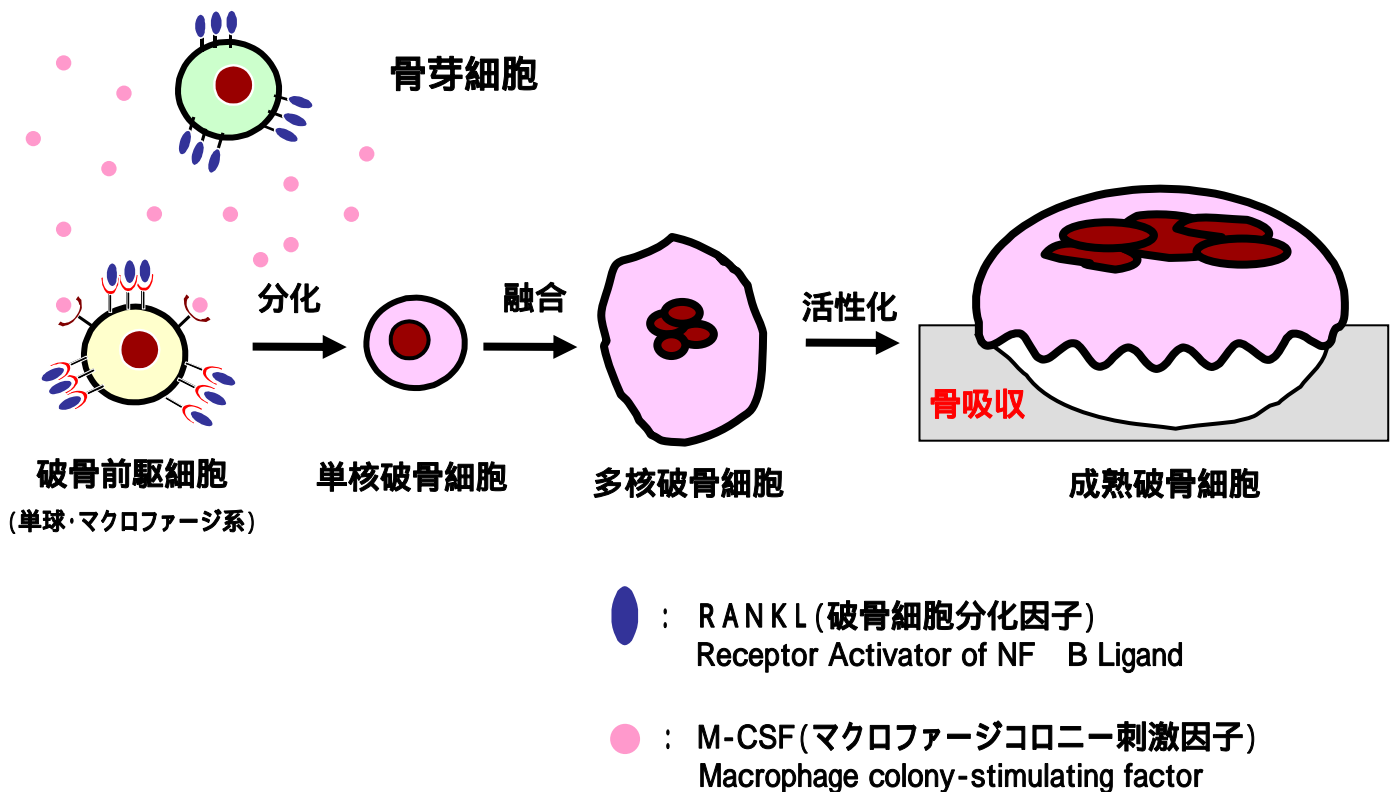 骨芽細胞
分化
融合
活性化
骨吸収
破骨前駆細胞
(単球・マクロファージ系)
単核破骨細胞
多核破骨細胞
成熟破骨細胞
: RANKL(破骨細胞分化因子)
Receptor Activator of NF B Ligand
: M-CSF(マクロファージコロニー刺激因子)
Macrophage colony-stimulating factor